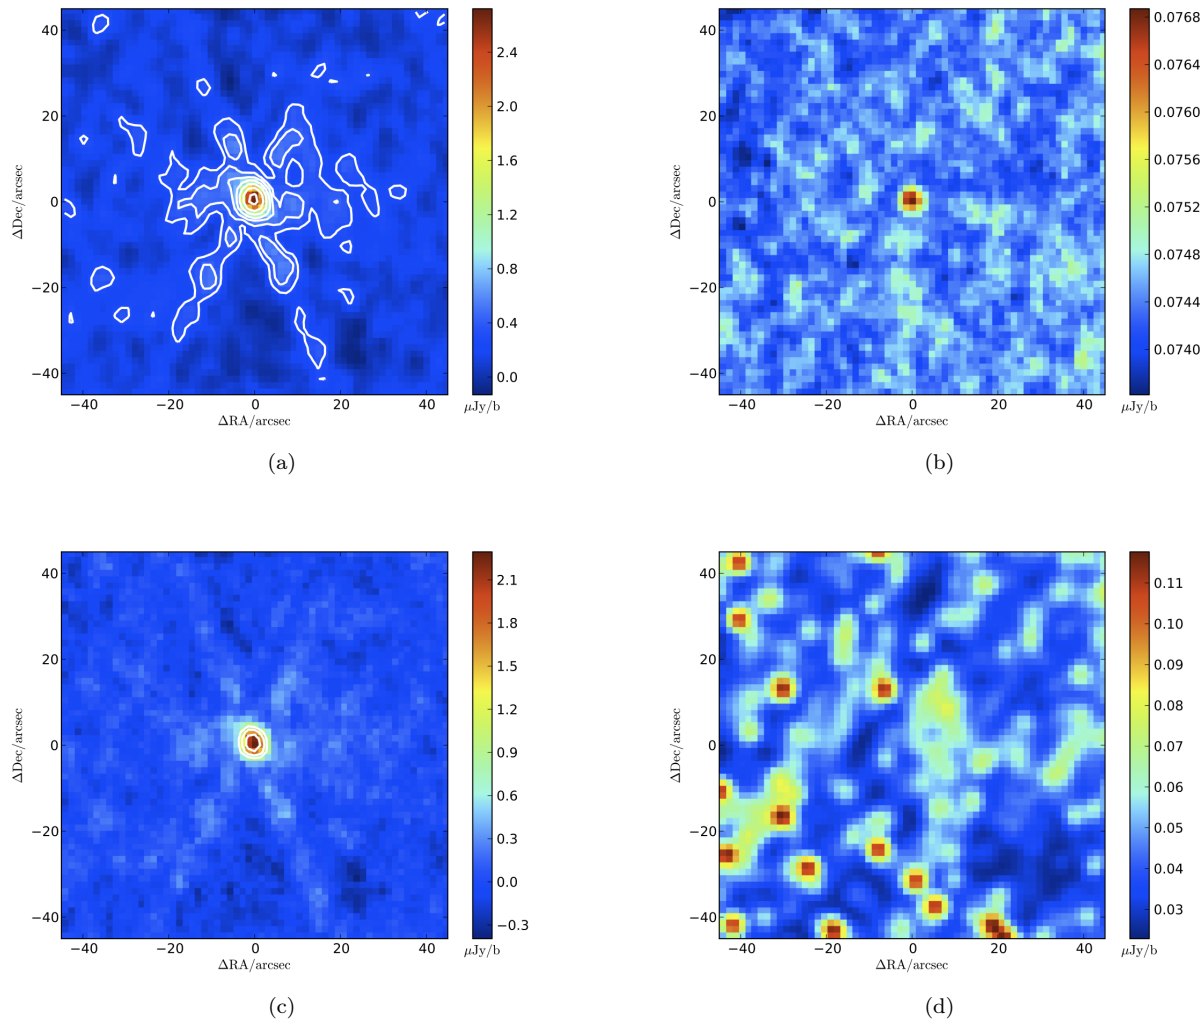 40
20
0
−20
−40
−40 −20 0 20 40
ΔDec/arcsec
ΔRA/arcsec
2.4
2.0
1.6
1.2
0.8
0.4
0.0
μJy/b
(a)
40
20
0
−20
−40
−40 −20 0 20 40
ΔDec/arcsec
ΔRA/arcsec
0.0768
0.0764
0.0760
0.0756
0.0752
0.0748
0.0744
0.0740
μJy/b
(b)
40
20
0
−20
−40
−40 −20 0 20 40
ΔDec/arcsec
ΔRA/arcsec
2.1
1.8
1.5
1.2
0.9
0.6
0.3
0.0
−0.3
μJy/b
(c)
40
20
0
−20
−40
−40 −20 0 20 40
ΔDec/arcsec
ΔRA/arcsec
0.11
0.10
0.09
0.08
0.07
0.06
0.05
0.04
0.03
μJy/b
(d)